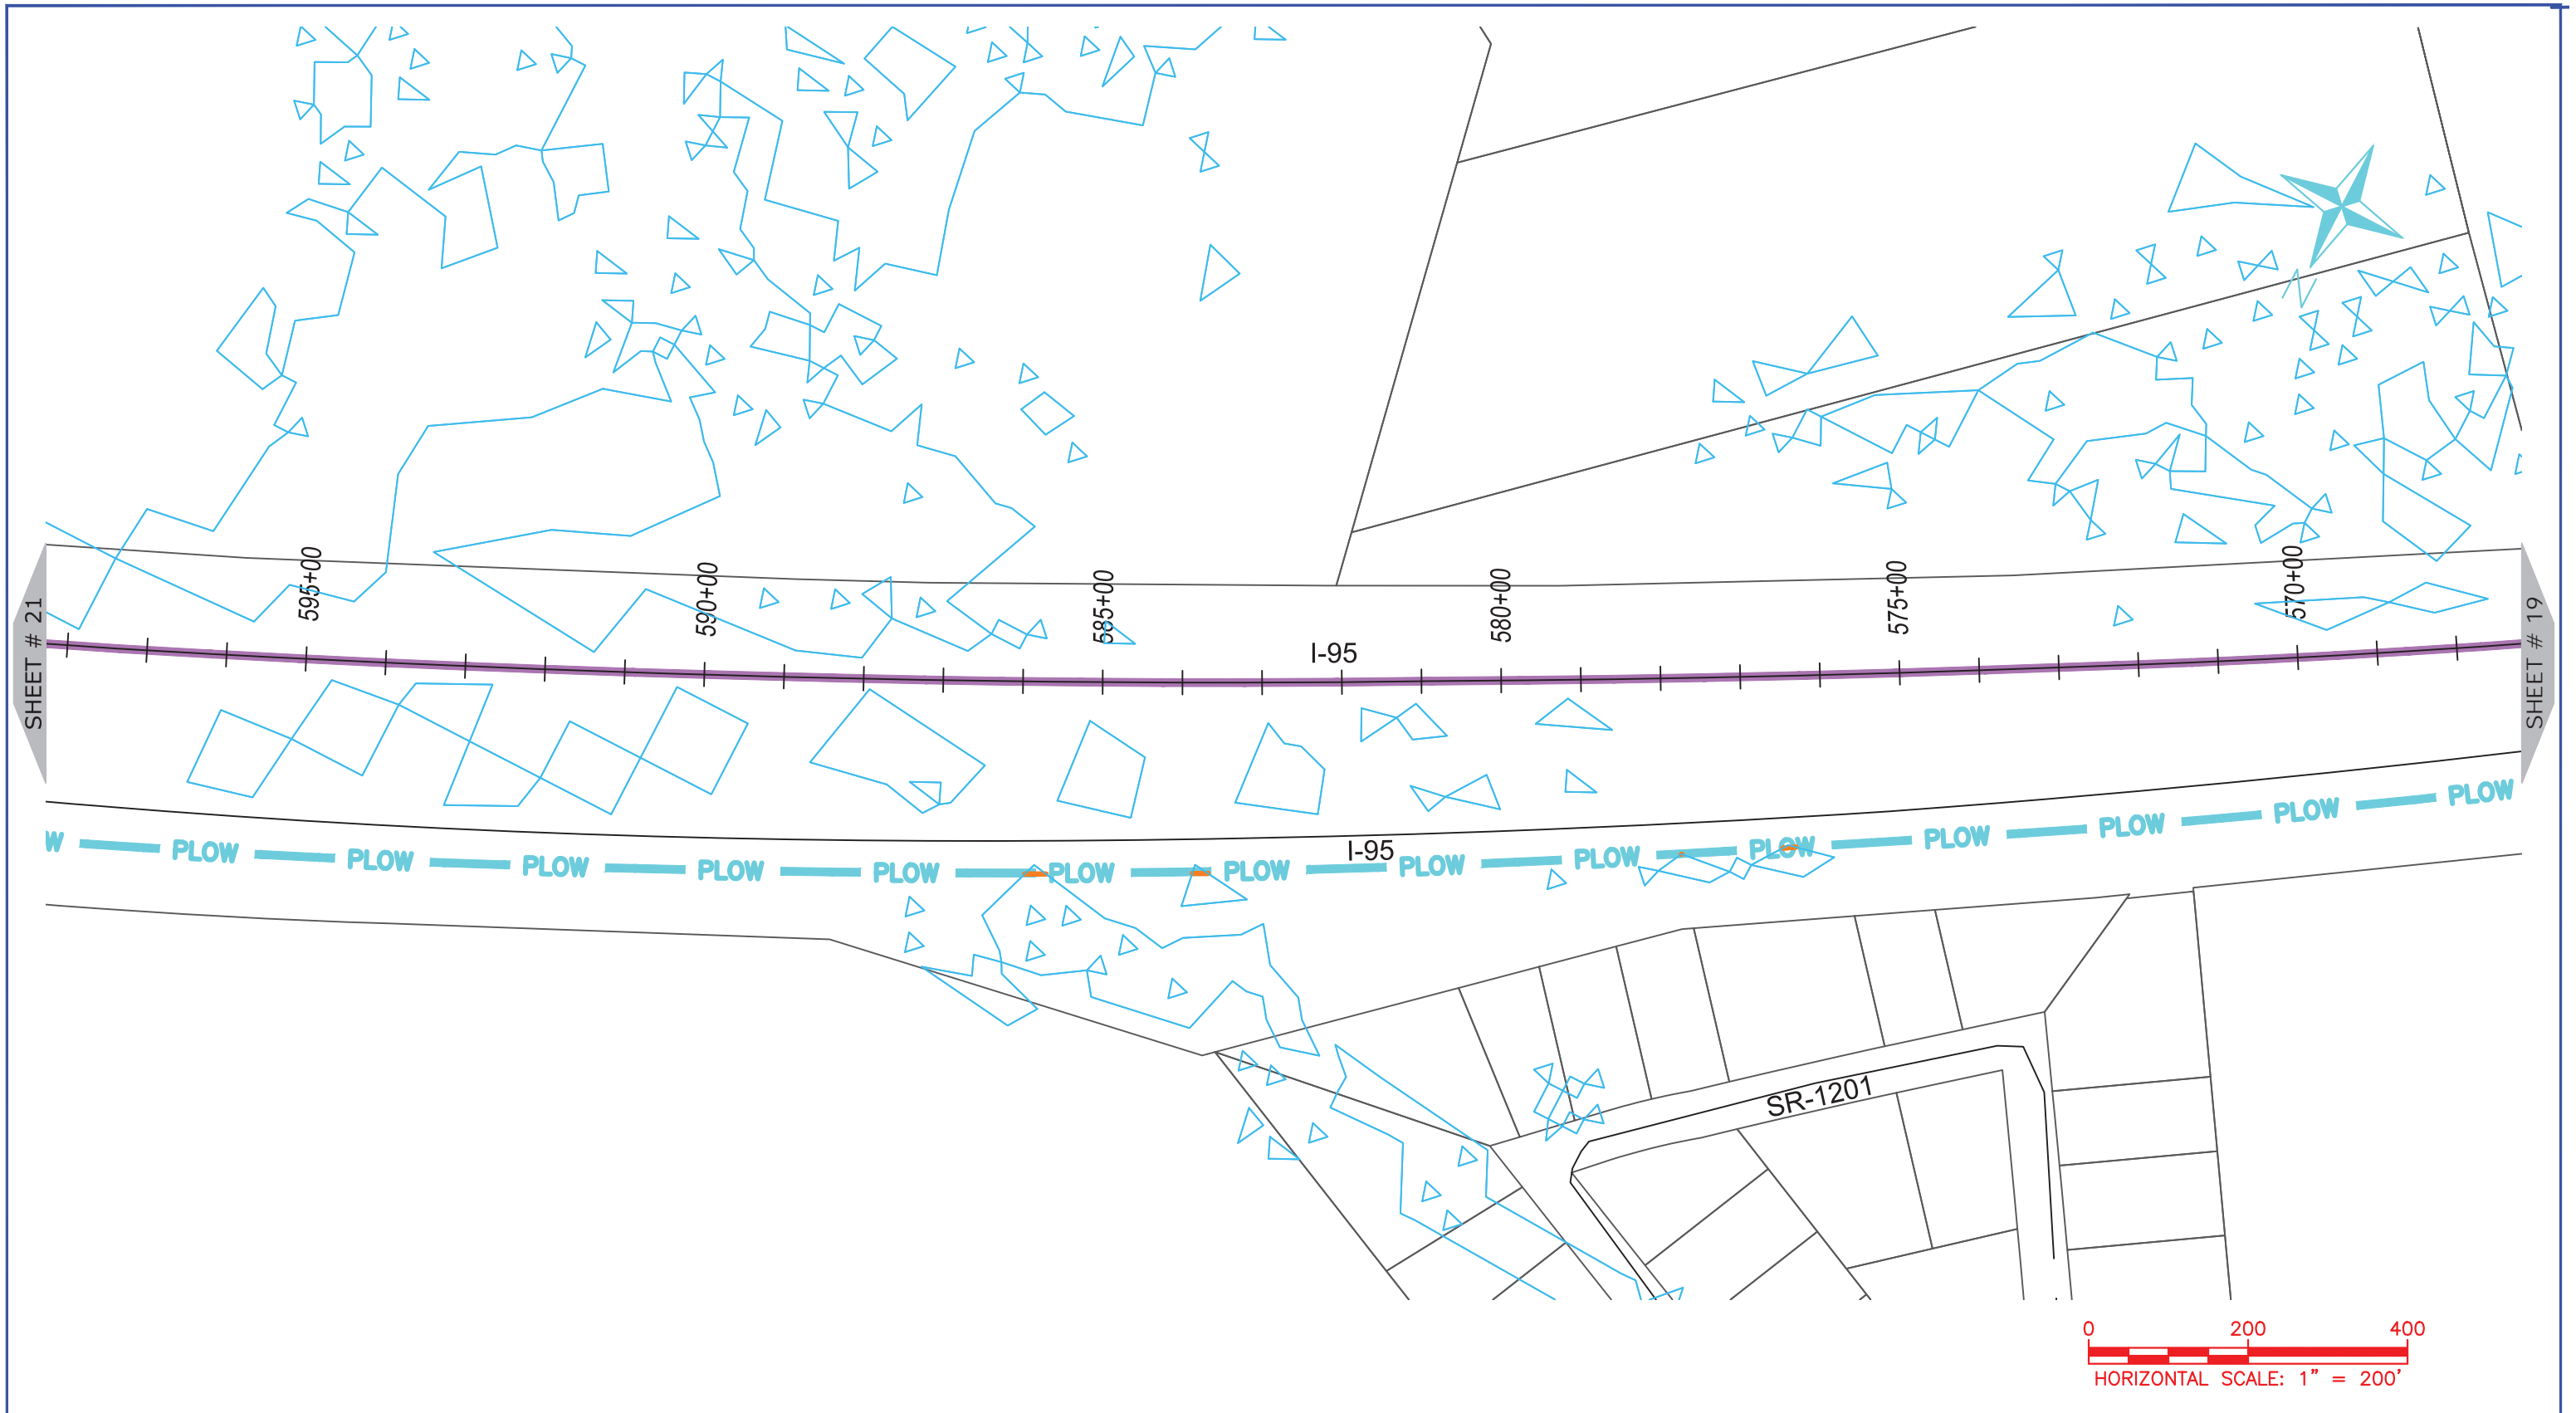 N
595+00
590+00
585+00
580+00
575+00
570+00
SHEET # 21
I-95
SHEET # 19
W PLOW PLOW PLOW PLOW PLOW PLOW PLOW PLOW PLOW PLOW PLOW PLOW PLOW PLOW
I-95
SR-1201
0 200 400
HORIZONTAL SCALE: 1" = 200'